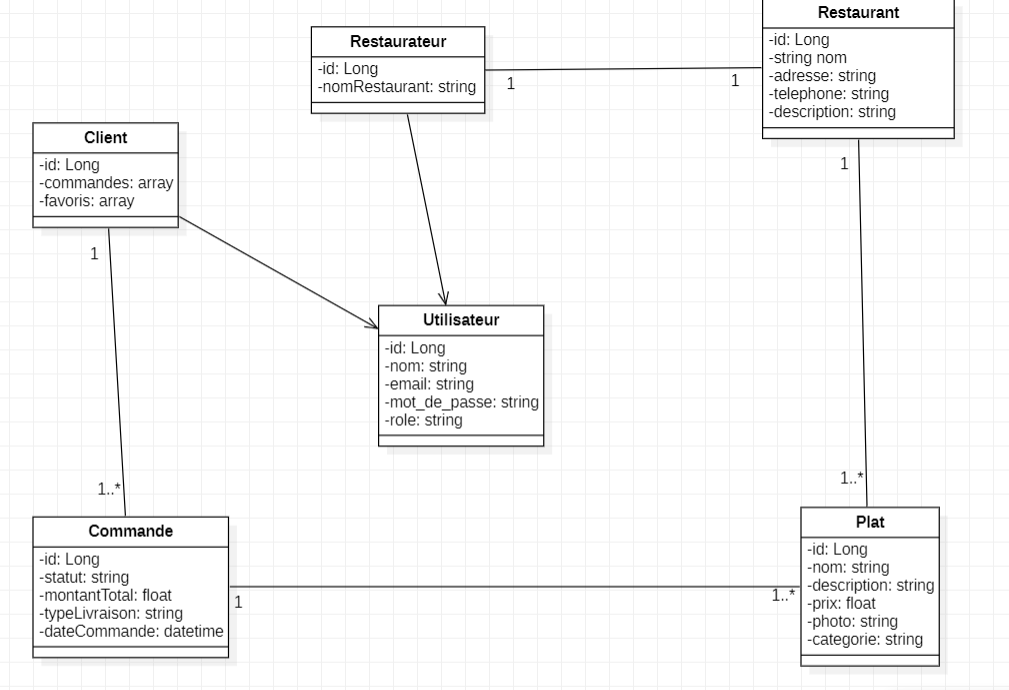 Restaurant
-id: Long
-string nom
-adresse: string
-telephone: string
-description: string
Restaurateur
-id: Long
-nomRestaurant: string
1
1
Client
-id: Long
-commandes: array
-favoris: array
1
1
Utilisateur
-id: Long
-nom: string
-email: string
-mot_de_passe: string
-role: string
1..*
1..*
Commande
-id: Long
-statut: string
-montantTotal: float
-typeLivraison: string
-dateCommande: datetime
1
1..*
Plat
-id: Long
-nom: string
-description: string
-prix: float
-photo: string
-categorie: string